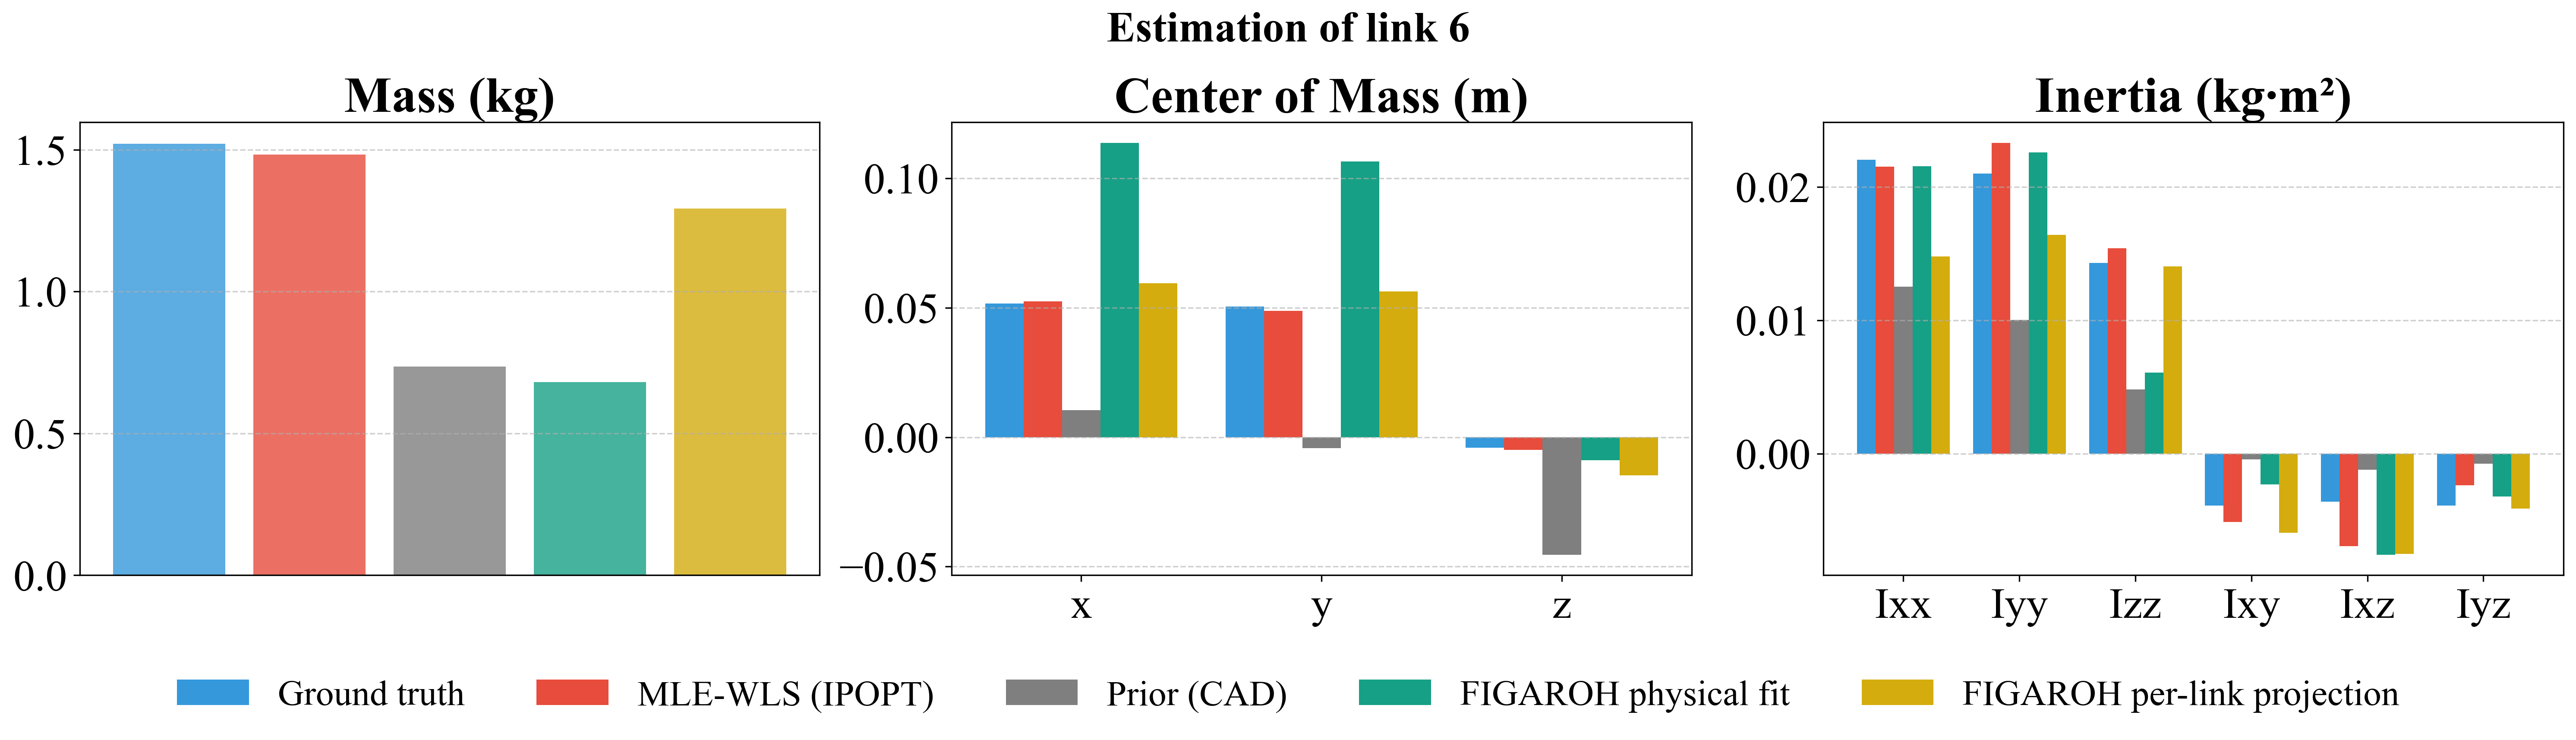 Estimation of link 6
Mass (kg)
1.5
1.0
0.5
0.0
Center of Mass (m)
0.10
0.05
0.00
−0.05
x y z
Inertia (kg·m²)
0.02
0.01
0.00
Ixx Iyy Izz Ixy Ixz Iyz
Ground truth MLE-WLS (IPOPT) Prior (CAD) FIGAROH physical fit FIGAROH per-link projection